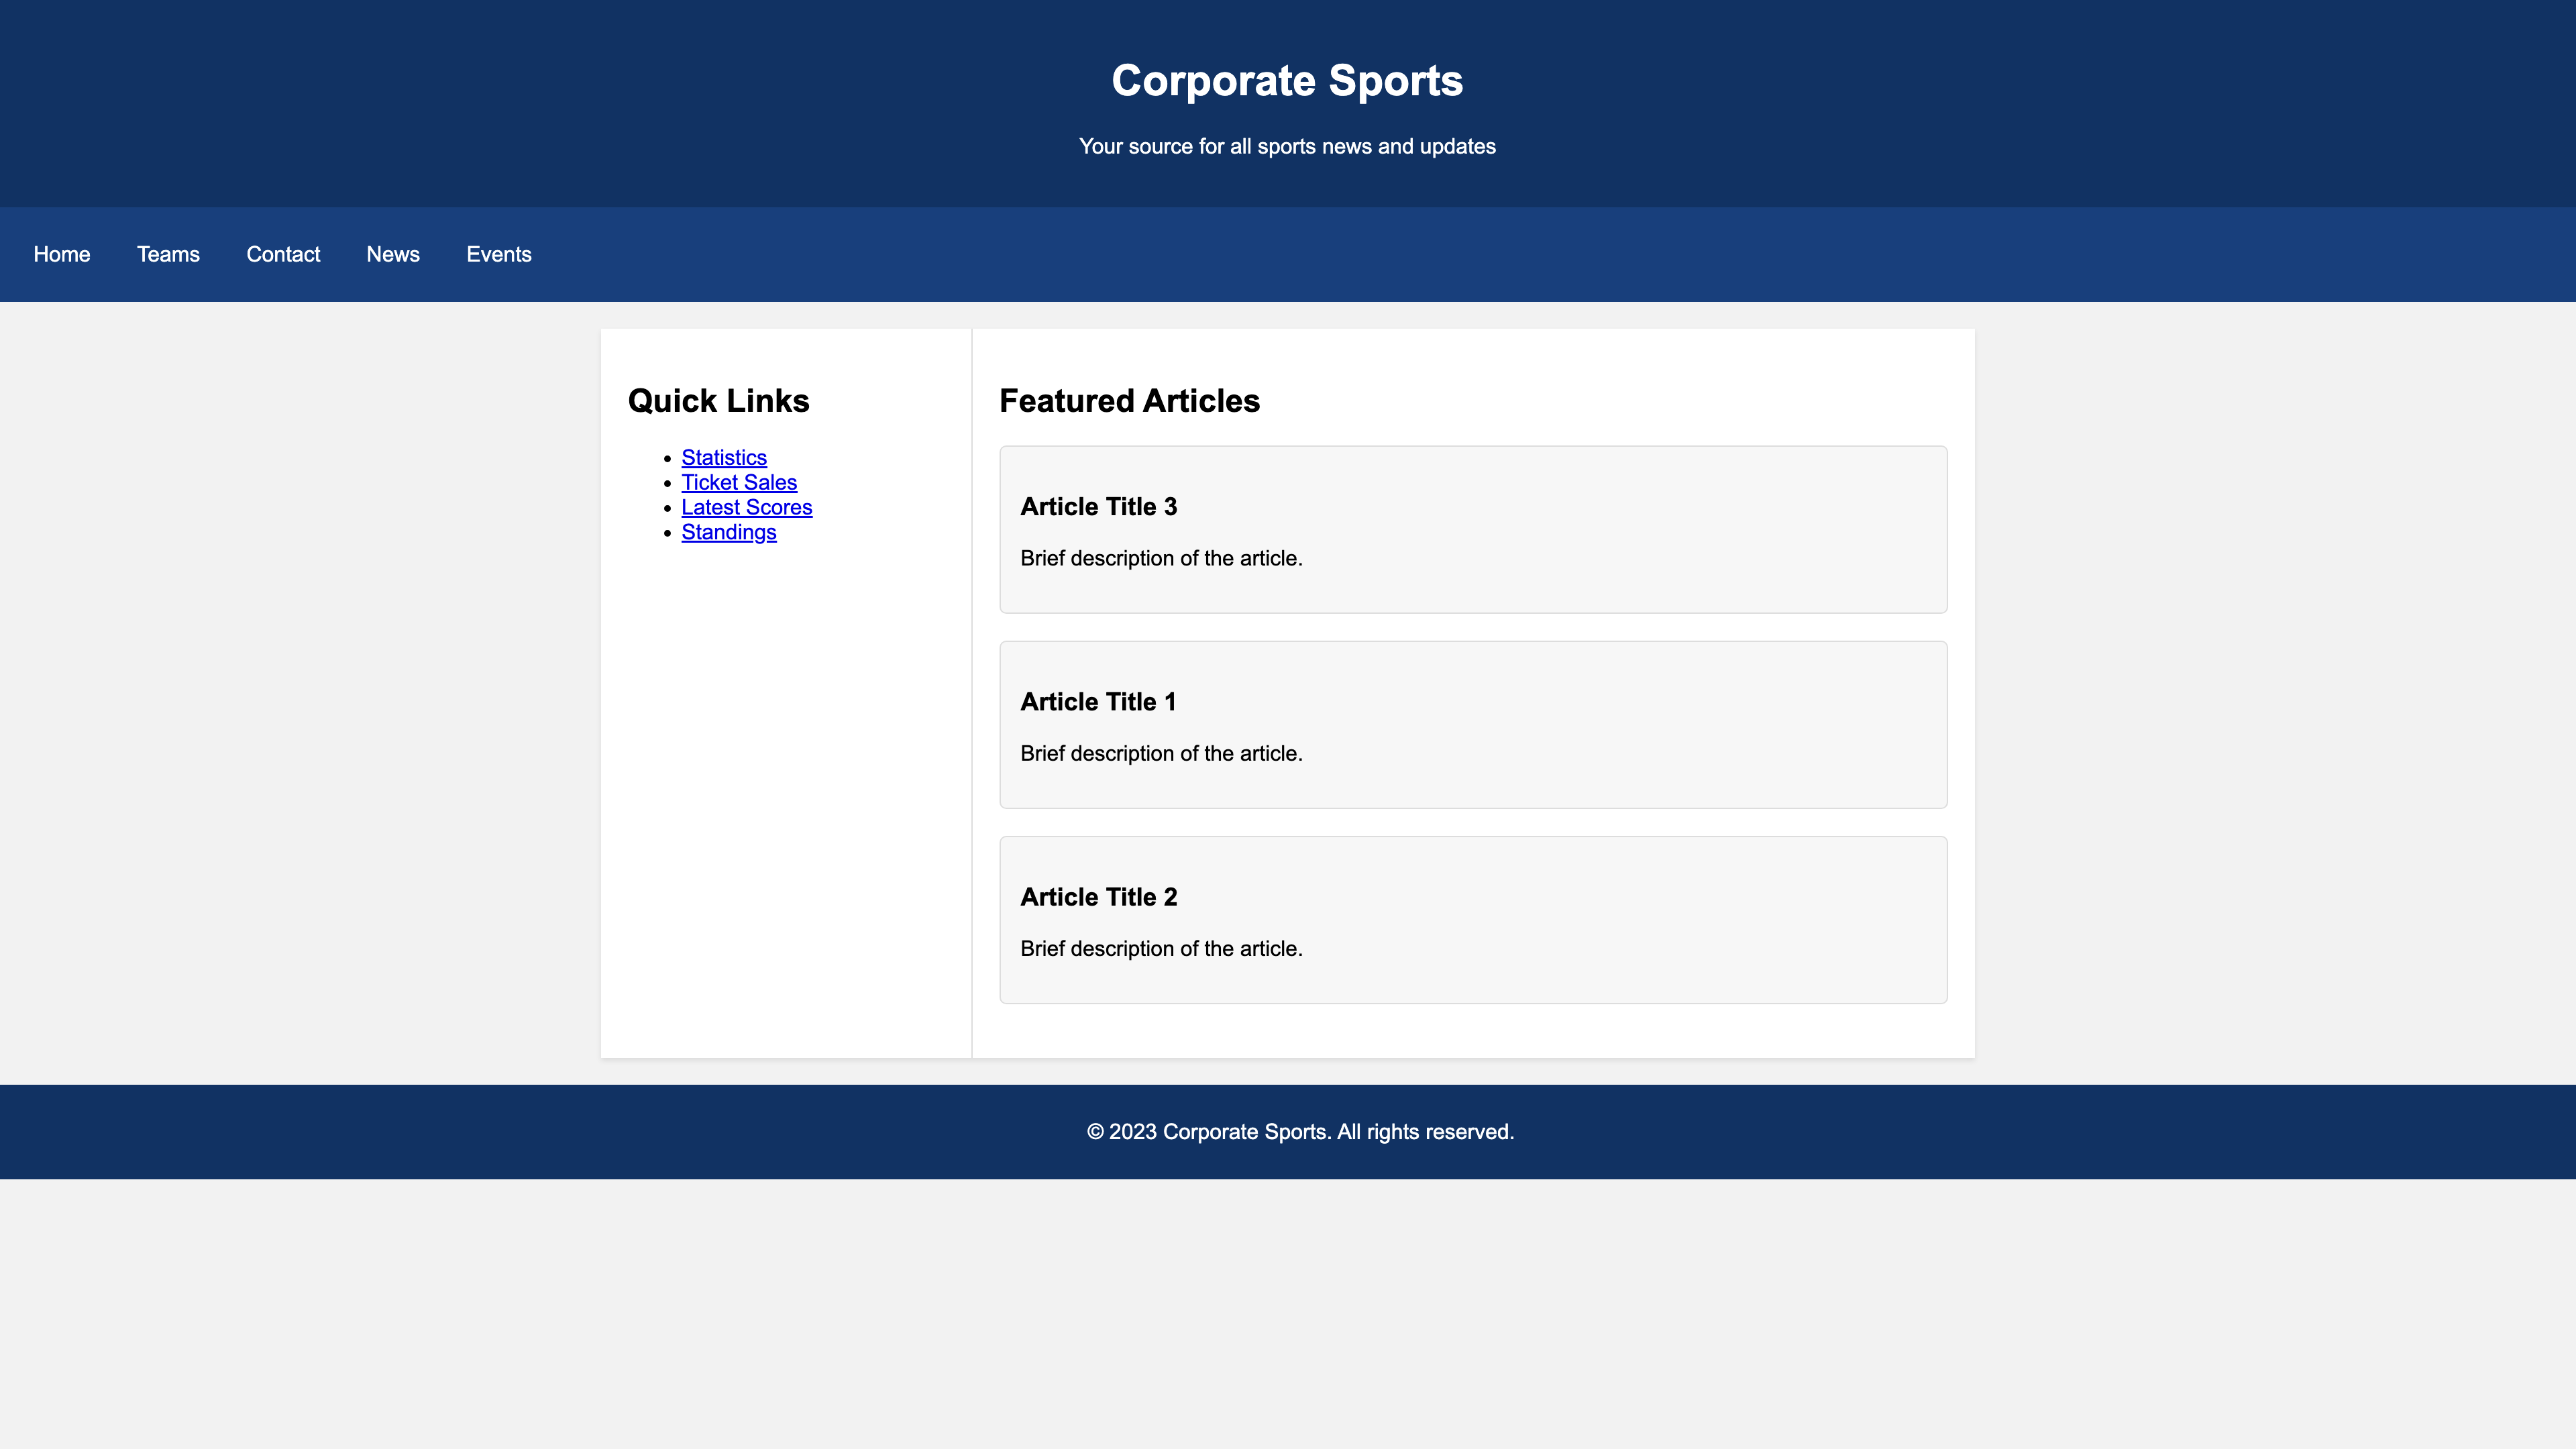 Corporate Sports
Your source for all sports news and updates
Home Teams Contact News Events
Quick Links
Statistics
Ticket Sales
Latest Scores
Standings
Featured Articles
Article Title 3
Brief description of the article.
Article Title 1
Brief description of the article.
Article Title 2
Brief description of the article.
© 2023 Corporate Sports. All rights reserved.